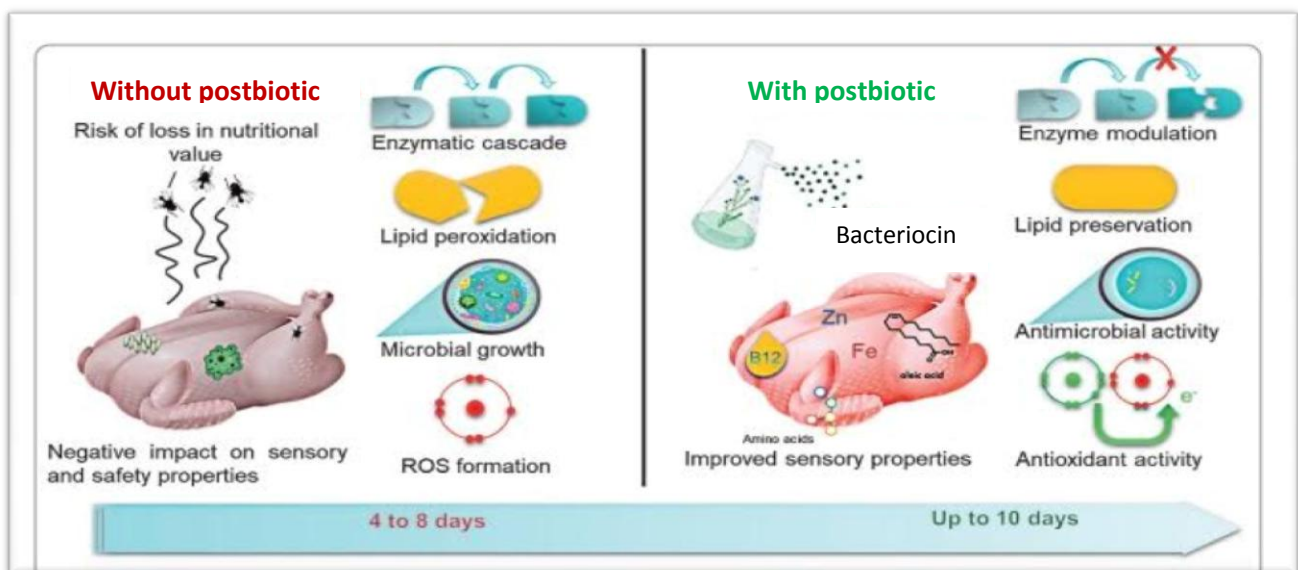 Without postbiotic
Risk of loss in nutritional
value
Enzymatic cascade
Lipid peroxidation
Microbial growth
Negative impact on sensory
and safety properties
ROS formation
4 to 8 days
With postbiotic
Enzyme modulation
Bacteriocin
Lipid preservation
Zn
Fe
B12
oleic acid
Antimicrobial activity
e-
Amino acids
Improved sensory properties
Antioxidant activity
Up to 10 days